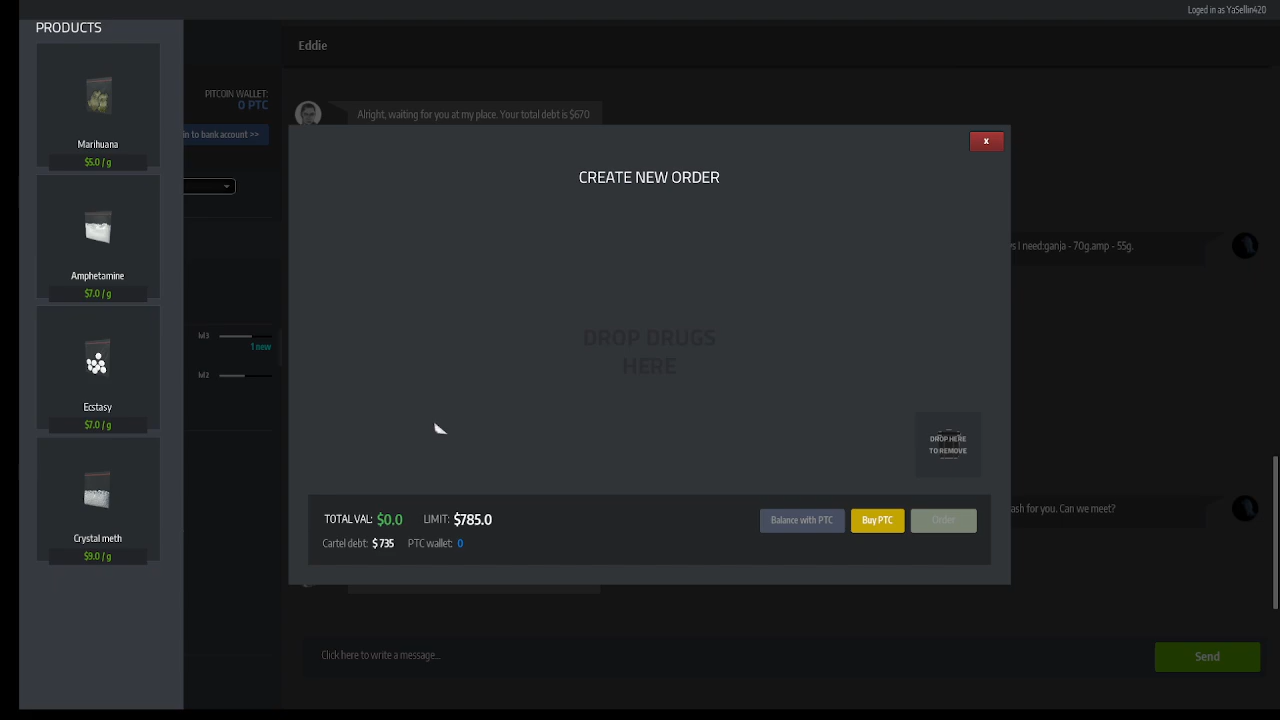 Loged in as YaSellin420
PRODUCTS
Marihuana
$5.0 / g
Amphetamine
$7.0 / g
Ecstasy
$7.0 / g
Crystal meth
$9.0 / g
PITCOIN WALLET:
0 PTC
in to bank account >>
lvl3
1 new
lvl2
Eddie
Alright, waiting for you at my place. Your total debt is $670
s I need:ganja - 70g.amp - 55g.
ash for you. Can we meet?
x
CREATE NEW ORDER
DROP DRUGS
HERE
DROP HERE
TO REMOVE
TOTAL VAL: $0.0 LIMIT: $785.0
Cartel debt: $735 PTC wallet: 0
Balance with PTC
Buy PTC
Order
Click here to write a message...
Send